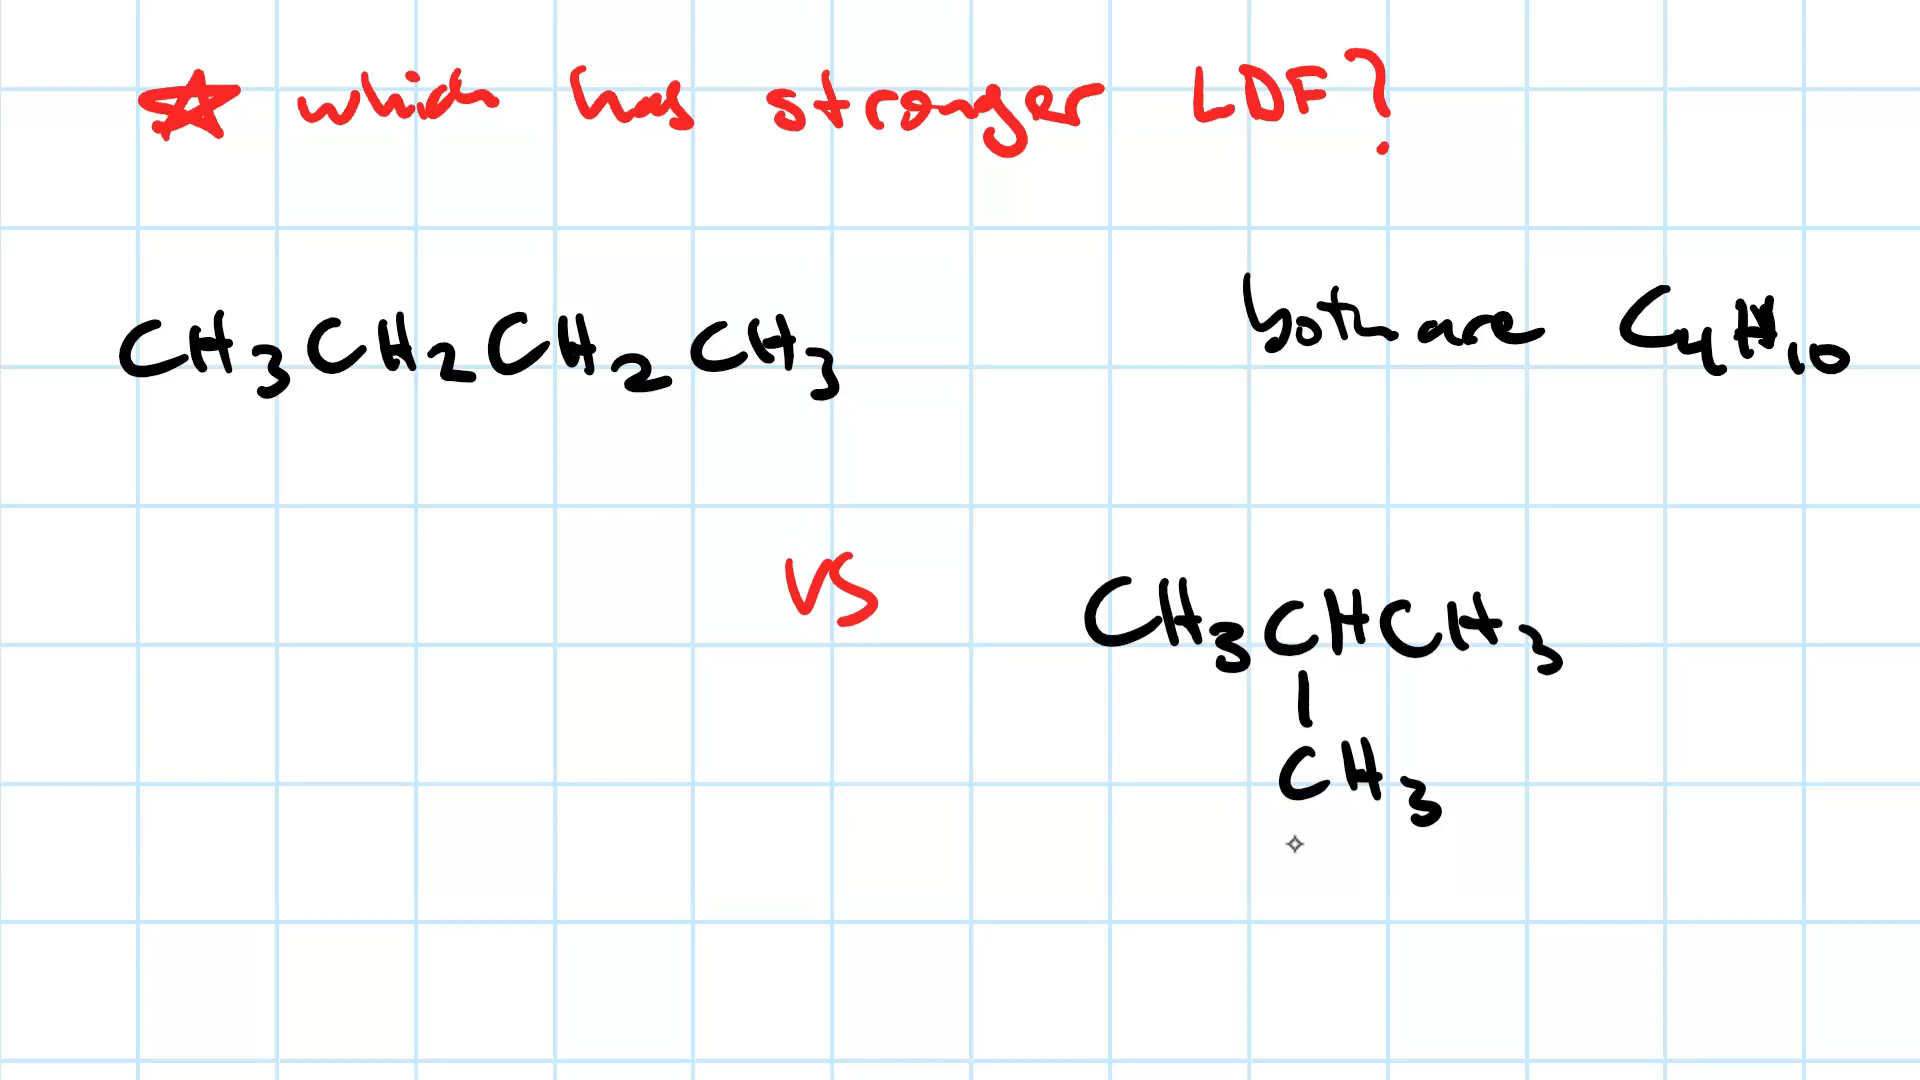 ☆ which has stronger LDF?
CH₃CH₂CH₂CH₃
both are C₄H₁₀
vs
CH₃CHCH₃
|
CH₃